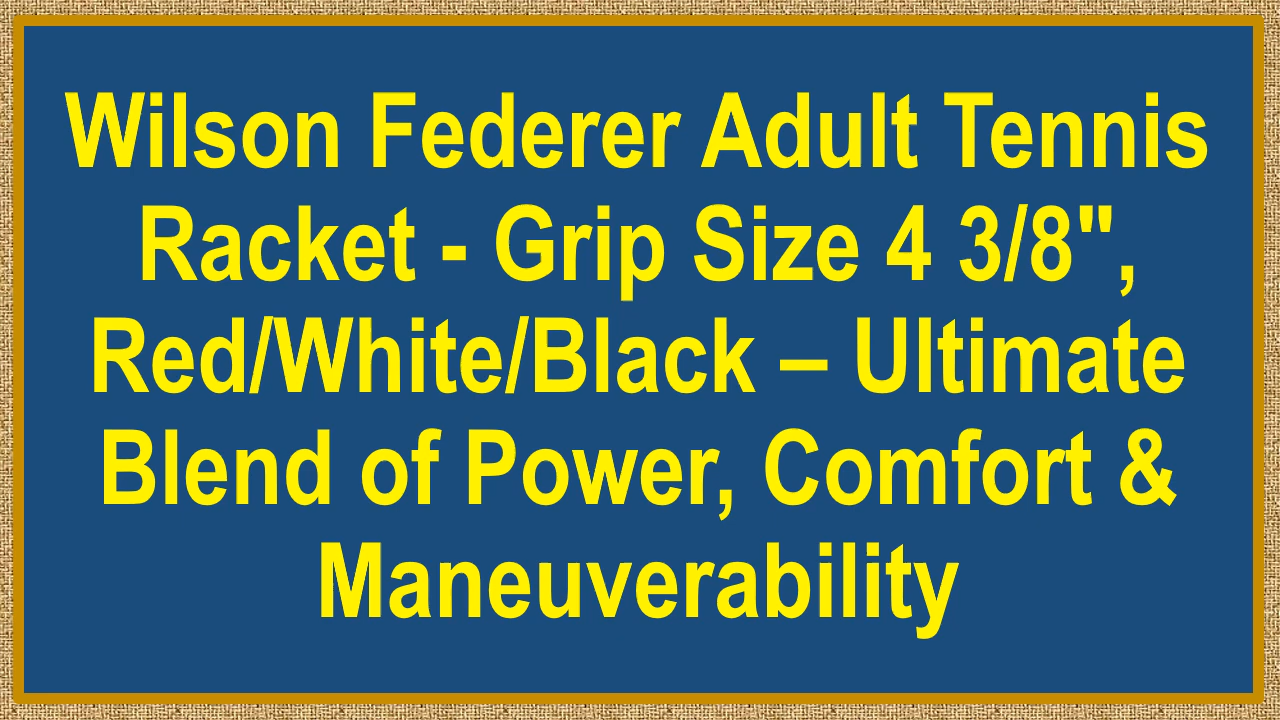 Wilson Federer Adult Tennis
Racket - Grip Size 4 3/8",
Red/White/Black – Ultimate
Blend of Power, Comfort &
Maneuverability